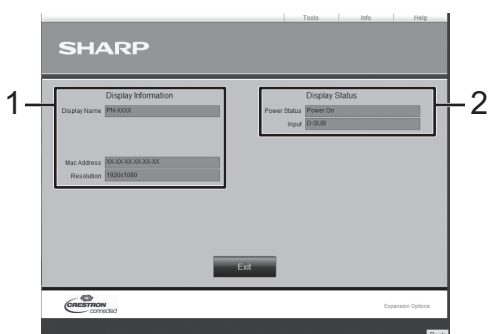 Tools Info Help
SHARP
1
Display Information
Display Name PN-XXXX
Mac Address XX-XX-XX-XX-XX-XX
Resolution 1920x1080
Display Status
Power Status Power On
Input D-SUB
2
Exit
CRESTRON
connected
Expansion Options